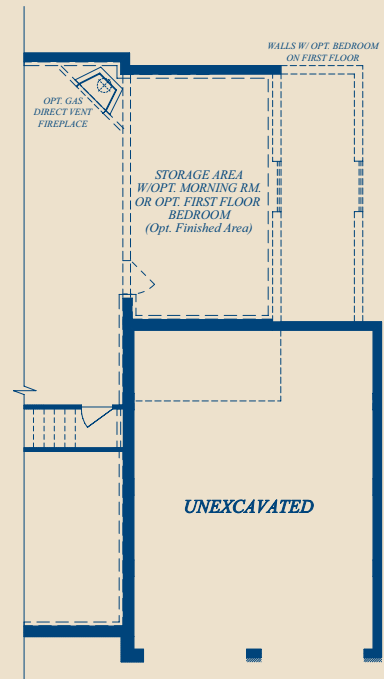 WALLS W/ OPT. BEDROOM
ON FIRST FLOOR
OPT. GAS
DIRECT VENT
FIREPLACE
STORAGE AREA
W/OPT. MORNING RM.
OR OPT. FIRST FLOOR
BEDROOM
(Opt. Finished Area)
UNEXCAVATED